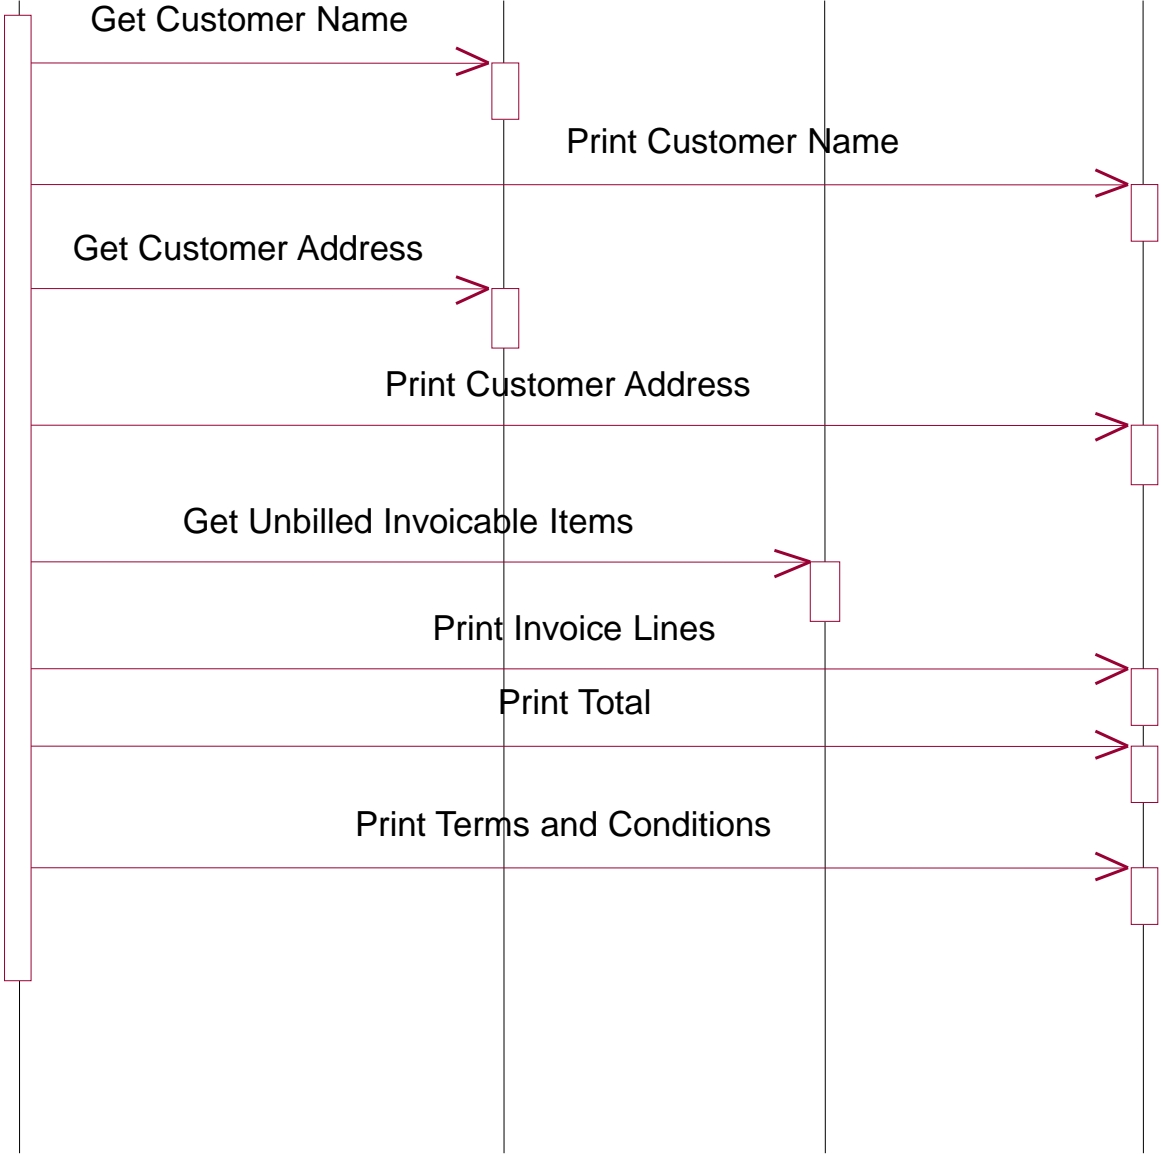 Get Customer Name
Print Customer Name
Get Customer Address
Print Customer Address
Get Unbilled Invoicable Items
Print Invoice Lines
Print Total
Print Terms and Conditions